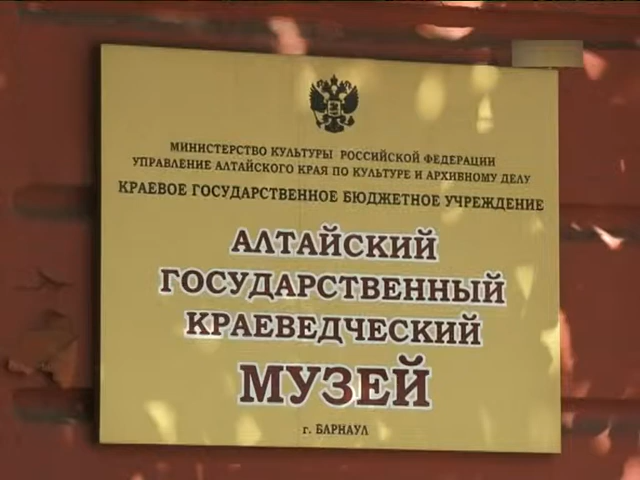 МИНИСТЕРСТВО КУЛЬТУРЫ РОССИЙСКОЙ ФЕДЕРАЦИИ
УПРАВЛЕНИЕ АЛТАЙСКОГО КРАЯ ПО КУЛЬТУРЕ И АРХИВНОМУ ДЕЛУ
КРАЕВОЕ ГОСУДАРСТВЕННОЕ БЮДЖЕТНОЕ УЧРЕЖДЕНИЕ
АЛТАЙСКИЙ
ГОСУДАРСТВЕННЫЙ
КРАЕВЕДЧЕСКИЙ
МУЗЕЙ
г. БАРНАУЛ